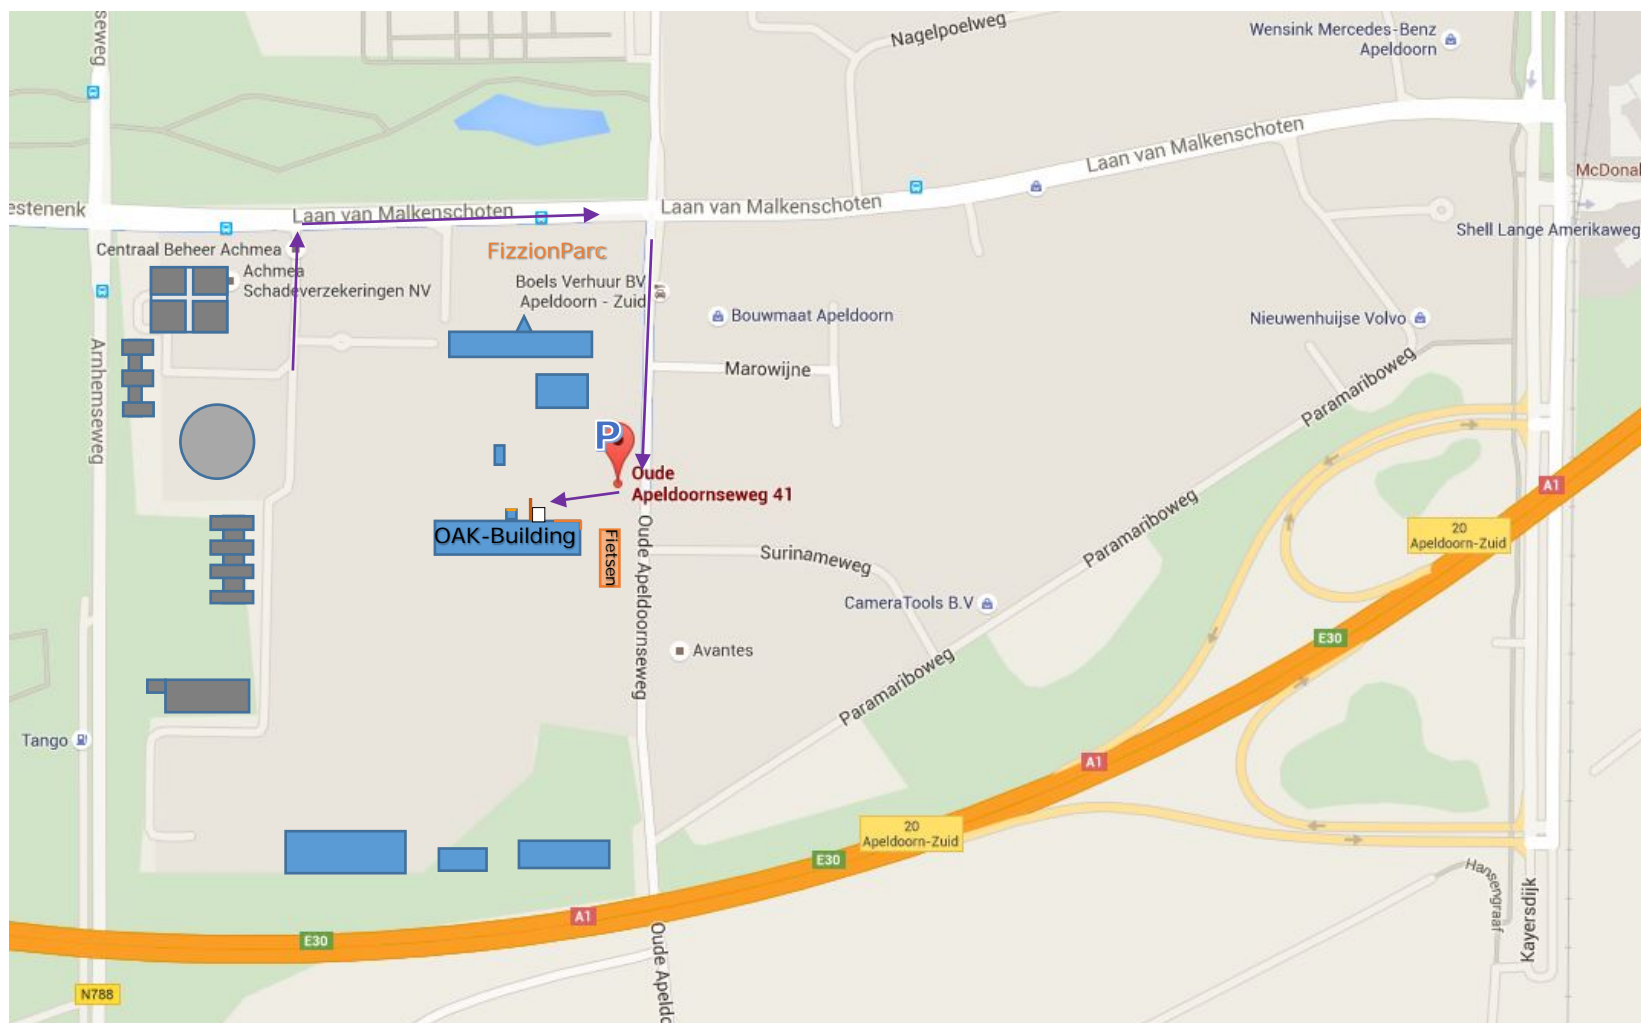 seweg
Nagelpoelweg
Wensink Mercedes-Benz
Apeldoorn
Laan van Malkenschoten
McDonal
estenenk
Laan van Malkenschoten
Laan van Malkenschoten
Shell Lange Amerikaweg
Centraal Beheer Achmea
FizzionParc
Achmea
Schadeverzekeringen NV
Boels Verhuur BV
Apeldoorn - Zuid
Bouwmaat Apeldoorn
Nieuwenhuijse Volvo
Arnhemseweg
Marowijne
Paramariboweg
P
Oude
Apeldoornseweg 41
A1
Paramariboweg
20
Apeldoorn-Zuid
OAK-Building
Fietsen
Oude Apeldoornseweg
Surinameweg
CameraTools B.V
E30
Avantes
Paramariboweg
Tango
A1
20
Apeldoorn-Zuid
E30
Hansengraaf
Kayersdijk
A1
E30
Oude Apeldo
N788